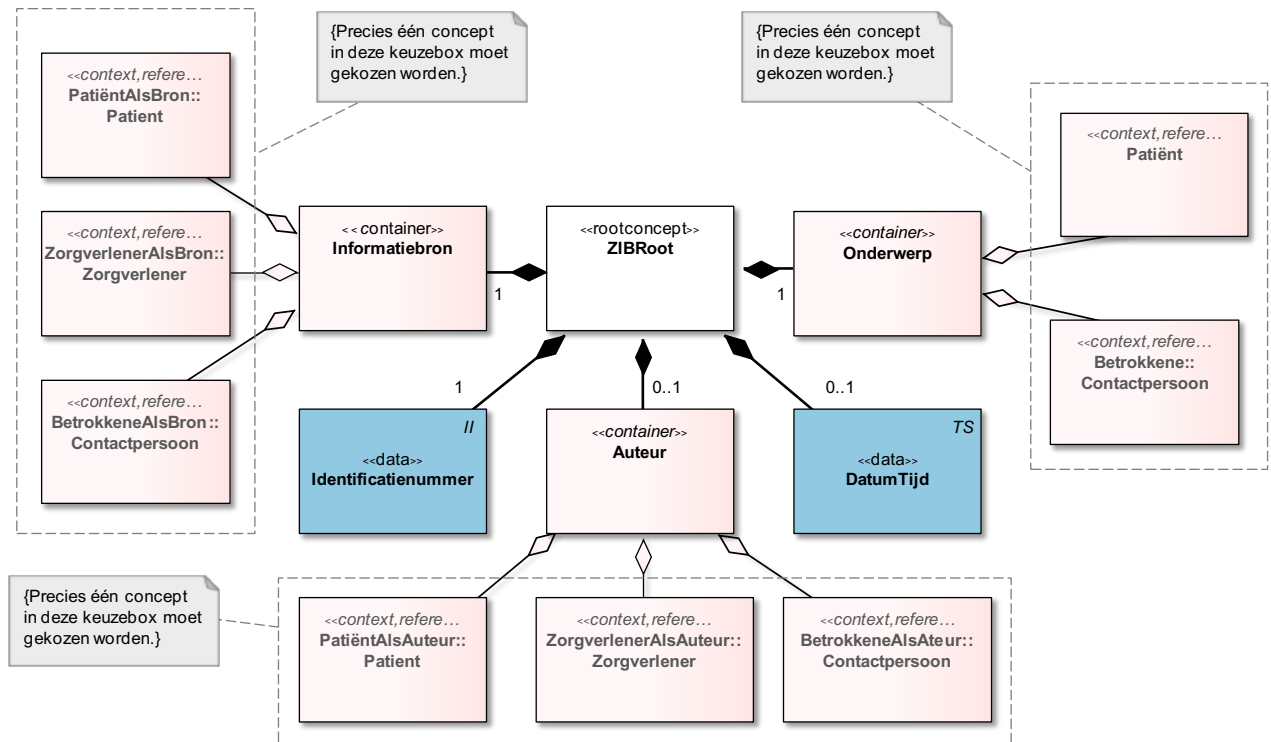 {Precies één concept
in deze keuzebox moet
gekozen worden.}
{Precies één concept
in deze keuzebox moet
gekozen worden.}
<<context,refere…
PatiëntAlsBron::
Patient
<<context,refere…
Patiënt
<<context,refere…
ZorgverlenerAlsBron::
Zorgverlener
<<container>>
Informatiebron
<<rootconcept>>
ZIBRoot
<<container>>
Onderwerp
1
1
<<context,refere…
Betrokkene::
Contactpersoon
<<context,refere…
BetrokkeneAlsBron::
Contactpersoon
1
0..1
0..1
II
<<data>>
Identificatienummer
<<container>>
Auteur
TS
<<data>>
DatumTijd
{Precies één concept
in deze keuzebox moet
gekozen worden.}
<<context,refere…
PatiëntAlsAuteur::
Patient
<<context,refere…
ZorgverlenerAlsAuteur::
Zorgverlener
<<context,refere…
BetrokkeneAlsAteur::
Contactpersoon